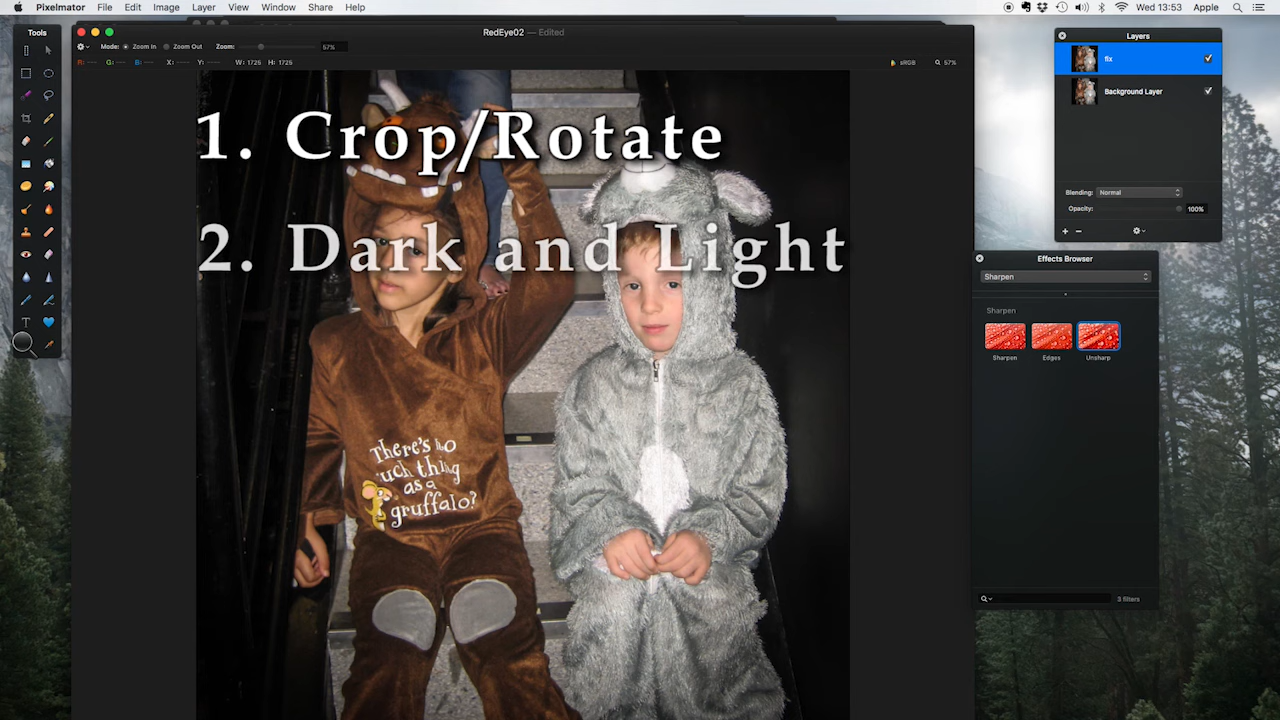 Pixelmator File Edit Image Layer View Window Share Help Wed 13:53 Apple
Tools
RedEye02 — Edited
Mode: Zoom In Zoom Out Zoom: 57%
R: --- G: --- B: --- X: --- Y: --- W: 1725 H: 1725 sRGB 57%
1. Crop/Rotate
2. Dark and Light
There's no
such thing
as a
gruffalo?
T
Layers
fix
Background Layer
Blending: Normal
Opacity: 100%
Effects Browser
Sharpen
Sharpen
Sharpen Edges Unsharp
3 filters